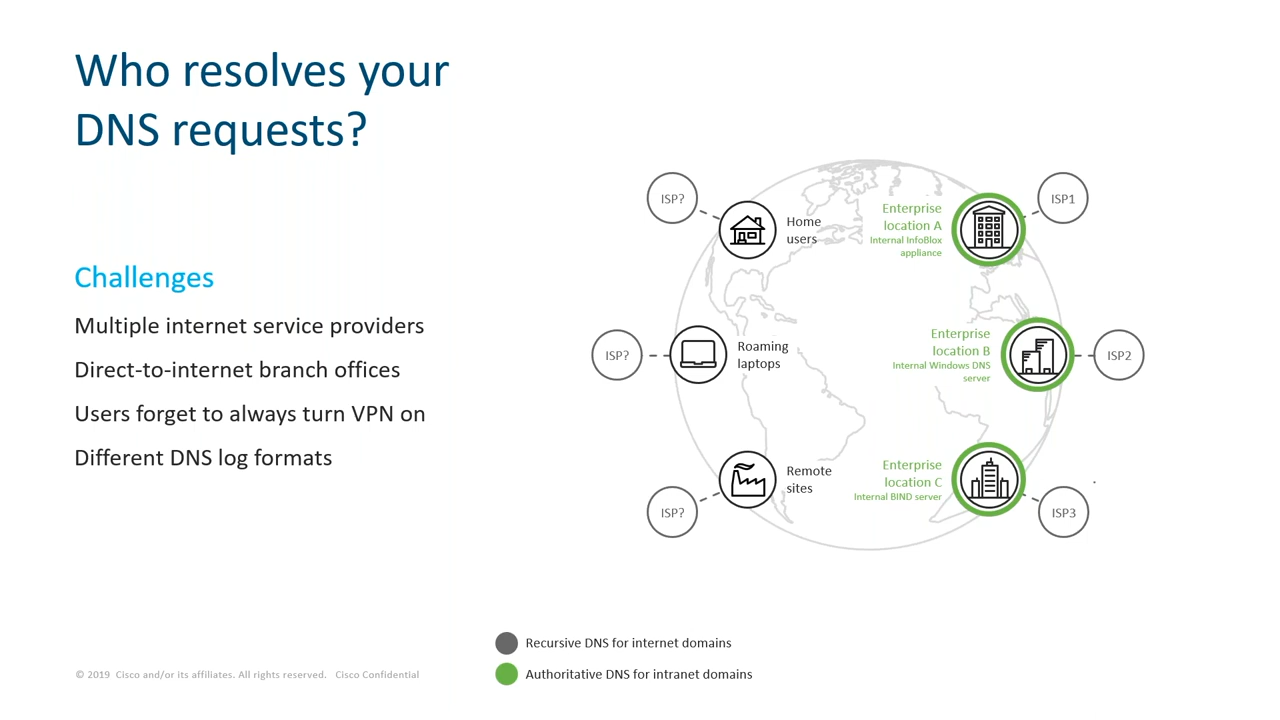 Who resolves your
DNS requests?
Challenges
Multiple internet service providers
Direct-to-internet branch offices
Users forget to always turn VPN on
Different DNS log formats
ISP?
Home
users
Enterprise
location A
Internal InfoBlox
appliance
ISP1
ISP?
Roaming
laptops
Enterprise
location B
Internal Windows DNS
server
ISP2
ISP?
Remote
sites
Enterprise
location C
Internal BIND server
ISP3
Recursive DNS for internet domains
Authoritative DNS for intranet domains
© 2019 Cisco and/or its affiliates. All rights reserved. Cisco Confidential